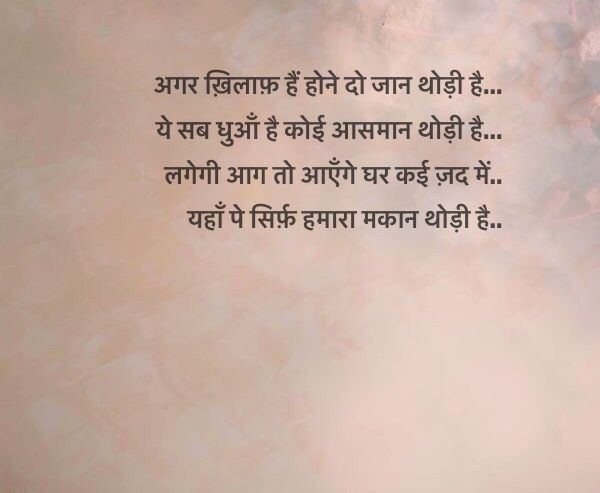 अगर ख़िलाफ़ हैं होने दो जान थोड़ी है...
ये सब धुआँ है कोई आसमान थोड़ी है...
लगेगी आग तो आएँगे घर कई ज़द में..
यहाँ पे सिर्फ़ हमारा मकान थोड़ी है..